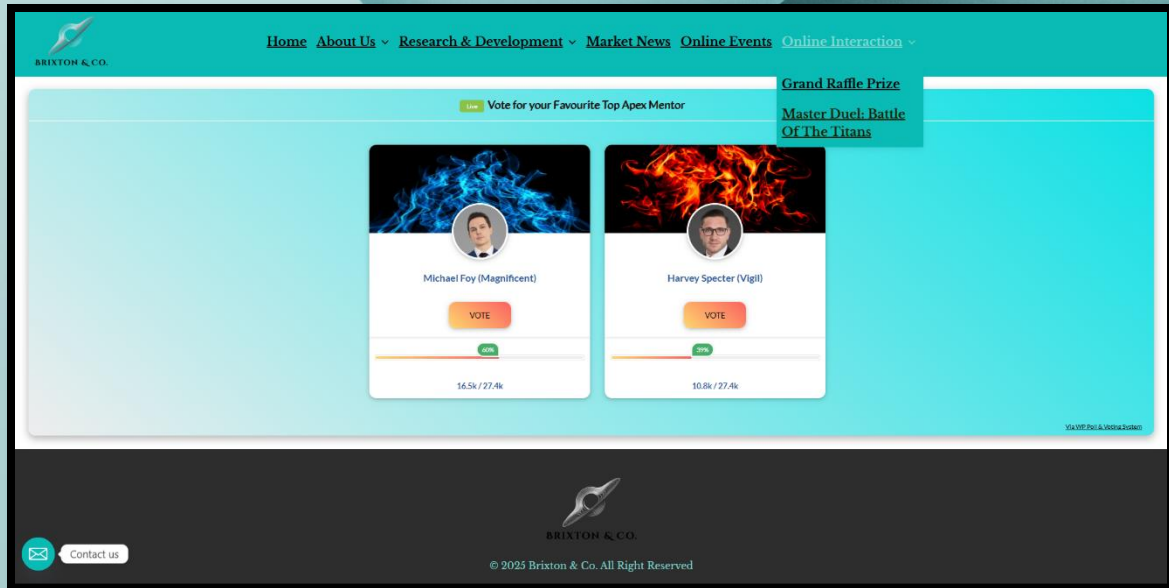 BRIXTON & CO.
Home About Us Research & Development Market News Online Events Online Interaction
Grand Raffle Prize
Master Duel: Battle
Of The Titans
Live Vote for your Favourite Top Apex Mentor
Michael Foy (Magnificent)
VOTE
60%
16.5k / 27.4k
Harvey Specter (Vigil)
VOTE
39%
10.8k / 27.4k
Via WP Poll & Voting System
BRIXTON & CO.
Contact us
© 2025 Brixton & Co. All Right Reserved